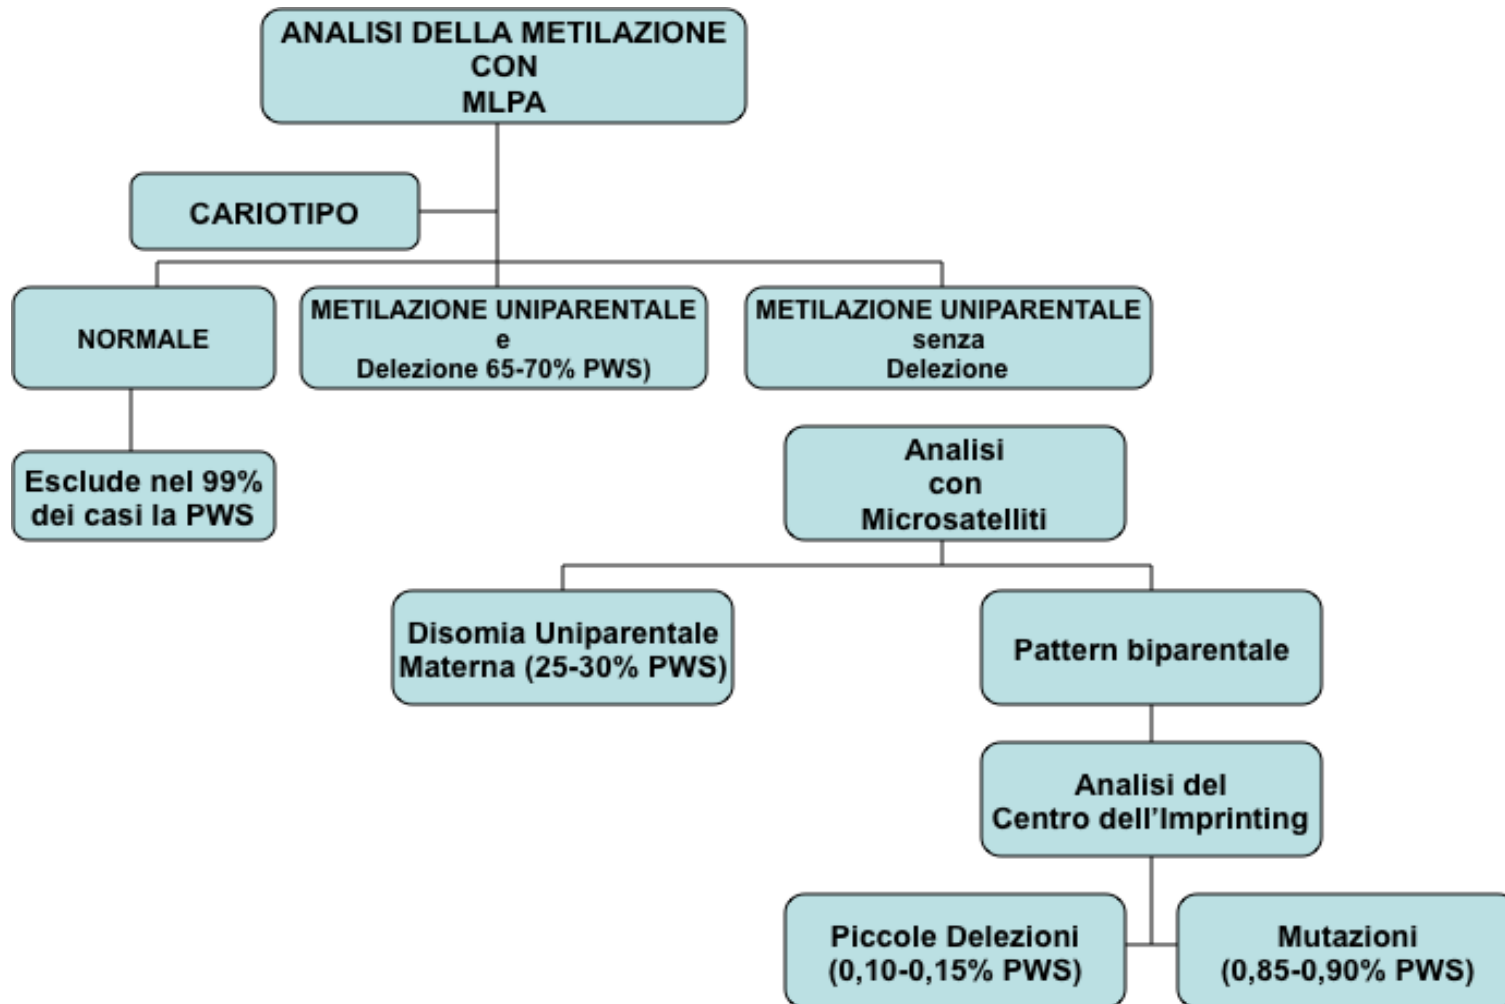 ANALISI DELLA METILAZIONE
CON
MLPA
CARIOTIPO
NORMALE
METILAZIONE UNIPARENTALE
e
Delezione 65-70% PWS)
METILAZIONE UNIPARENTALE
senza
Delezione
Esclude nel 99%
dei casi la PWS
Analisi
con
Microsatelliti
Disomia Uniparentale
Materna (25-30% PWS)
Pattern biparentale
Analisi del
Centro dell’Imprinting
Piccole Delezioni
(0,10-0,15% PWS)
Mutazioni
(0,85-0,90% PWS)